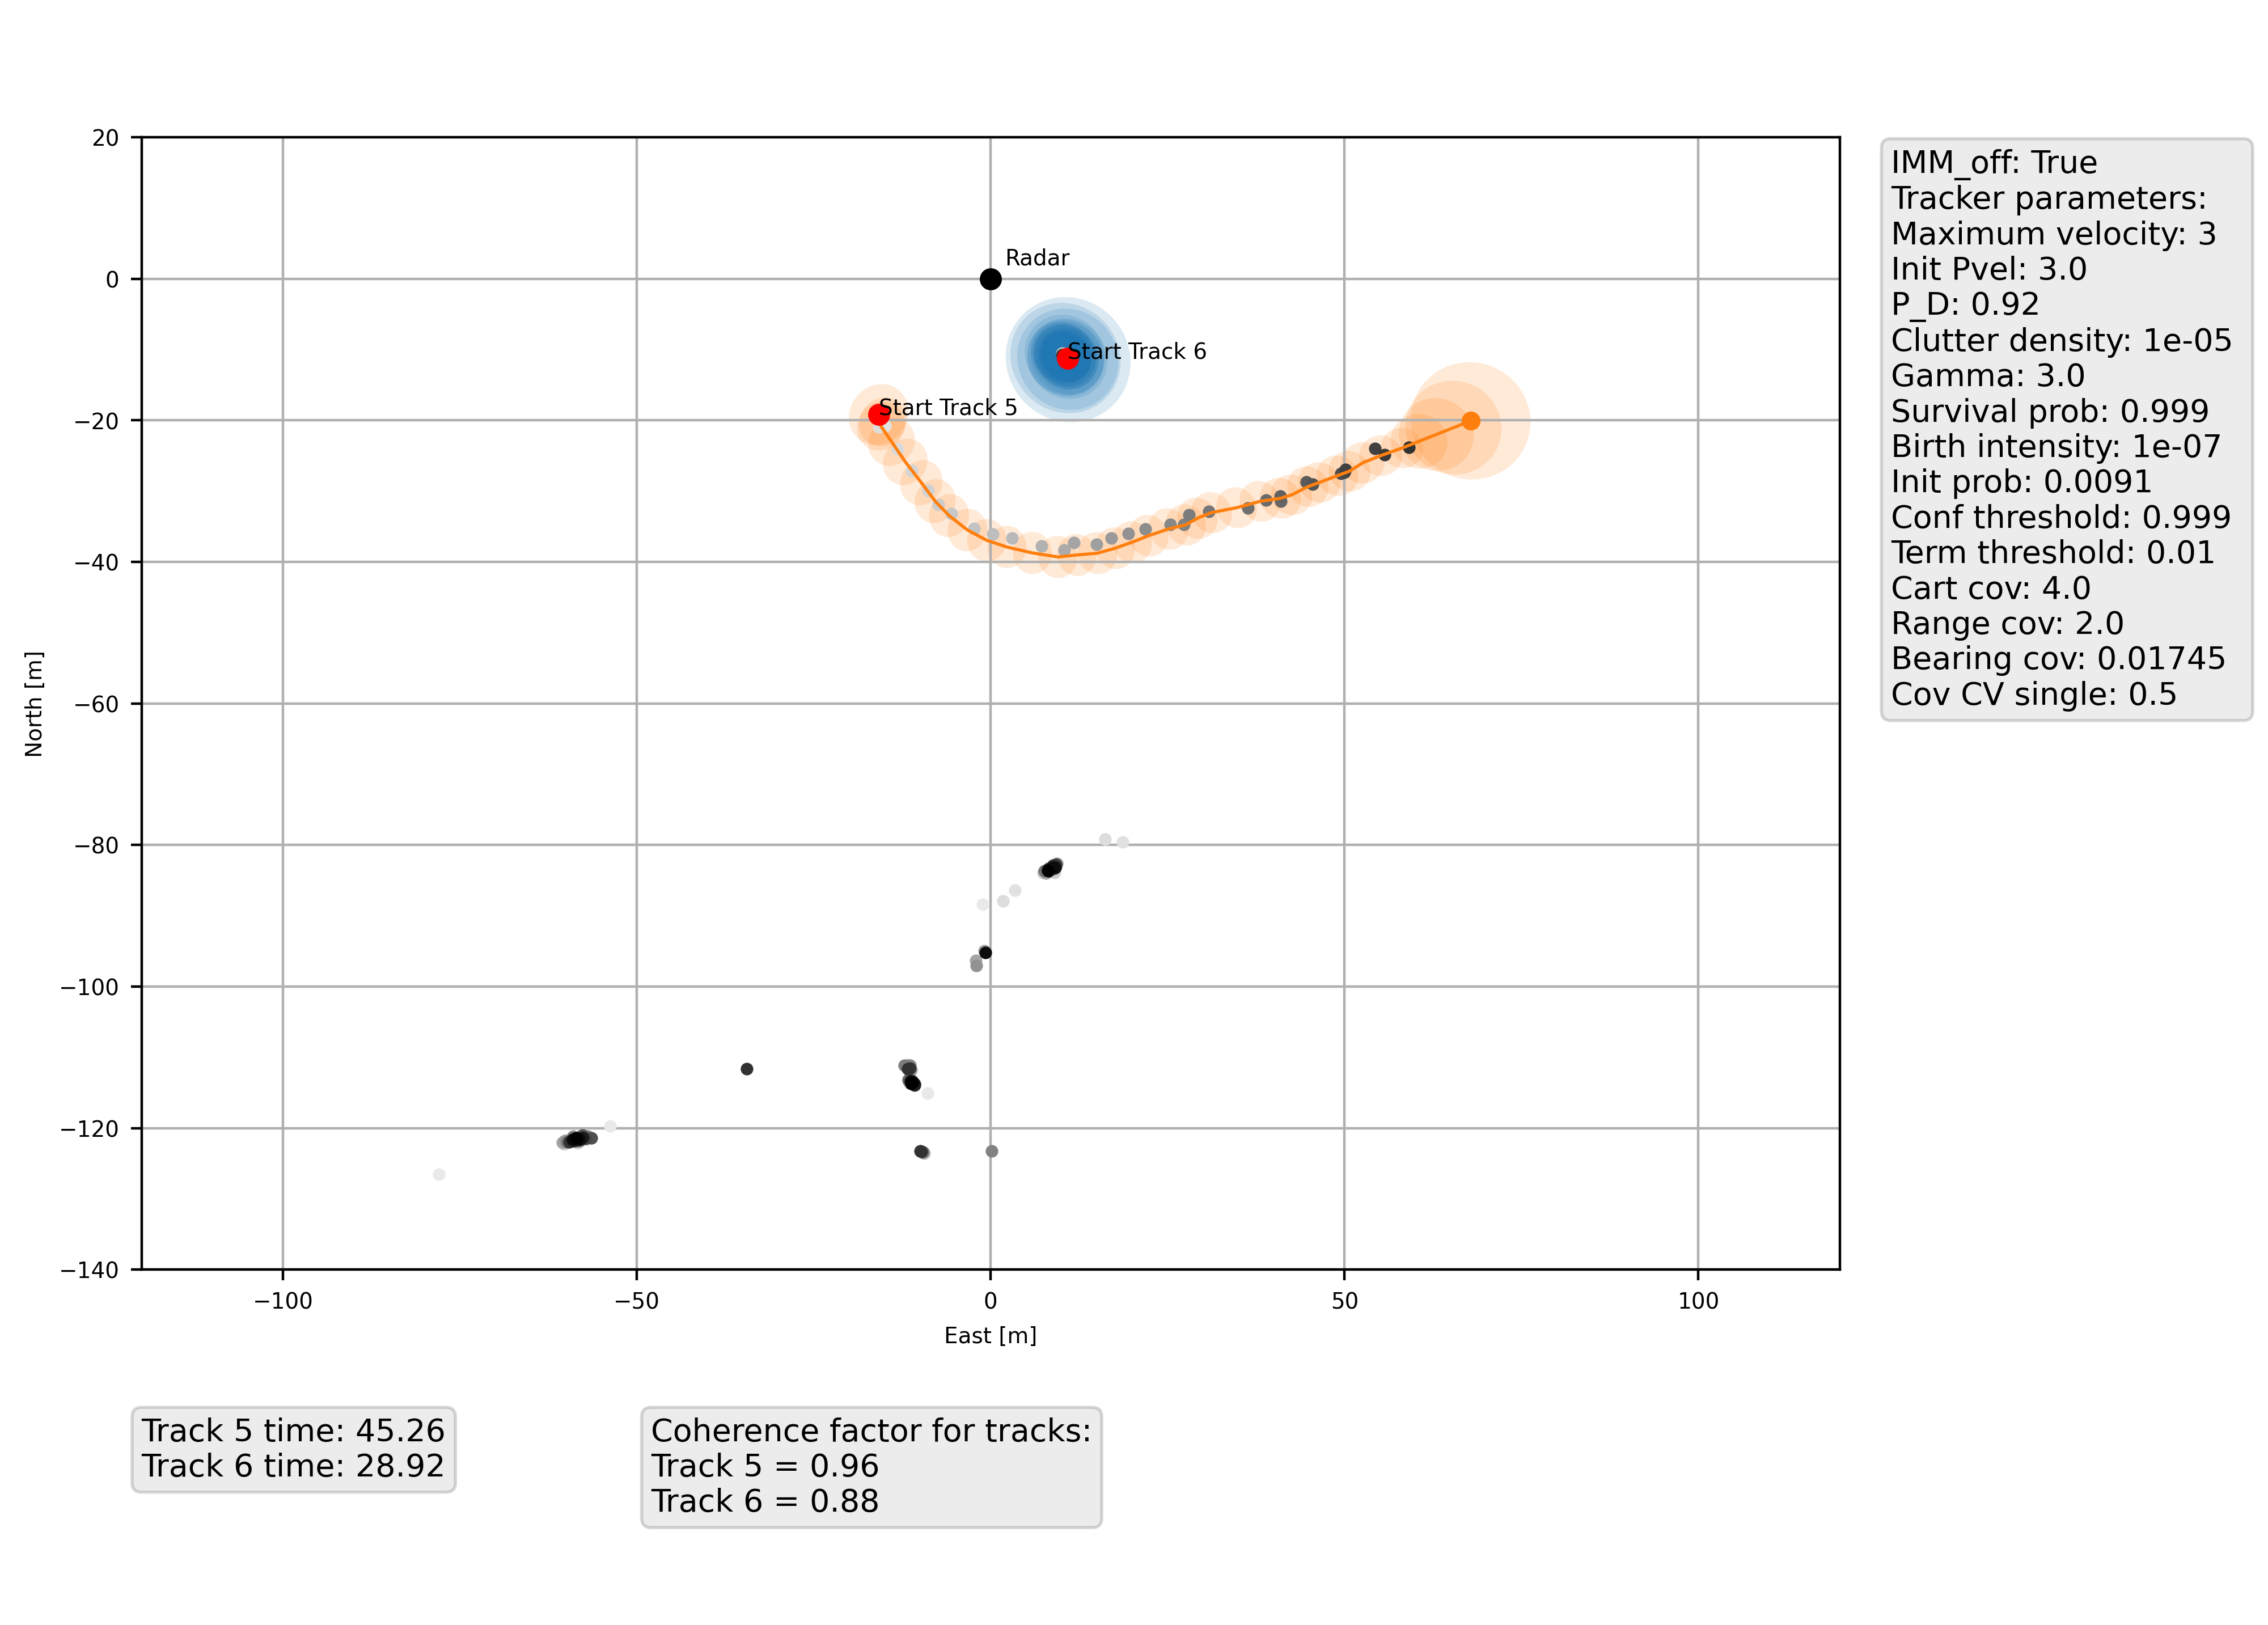 20
0
−20
−40
−60
−80
−100
−120
−140
North [m]
Radar
Start Track 6
Start Track 5
−100
−50
0
50
100
East [m]
IMM_off: True
Tracker parameters:
Maximum velocity: 3
Init Pvel: 3.0
P_D: 0.92
Clutter density: 1e-05
Gamma: 3.0
Survival prob: 0.999
Birth intensity: 1e-07
Init prob: 0.0091
Conf threshold: 0.999
Term threshold: 0.01
Cart cov: 4.0
Range cov: 2.0
Bearing cov: 0.01745
Cov CV single: 0.5
Track 5 time: 45.26
Track 6 time: 28.92
Coherence factor for tracks:
Track 5 = 0.96
Track 6 = 0.88